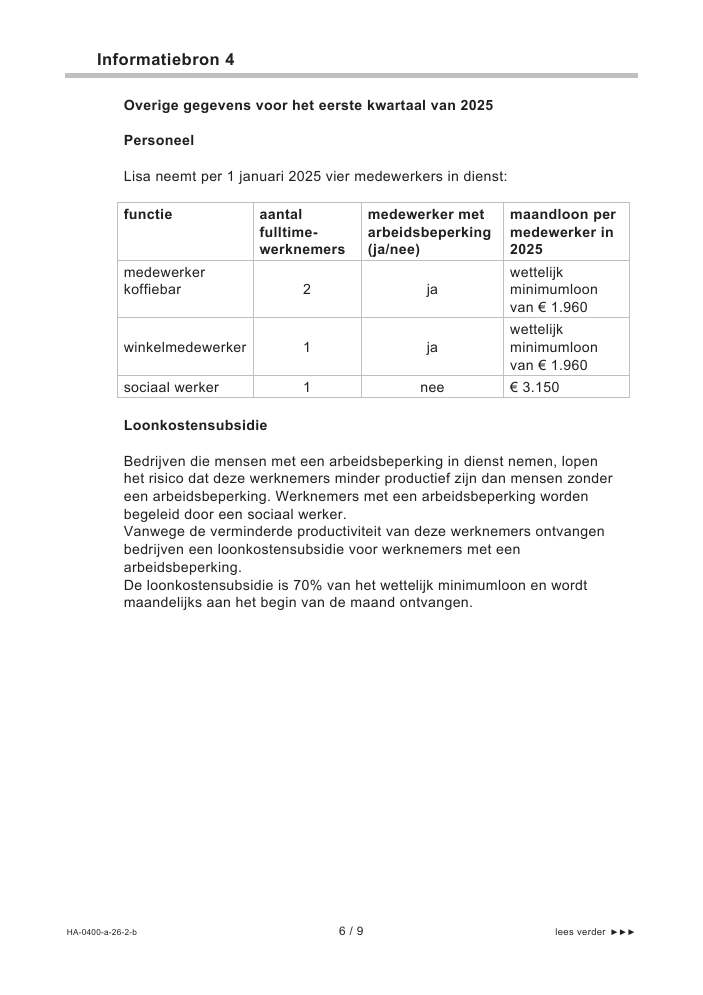 Informatiebron 4
Overige gegevens voor het eerste kwartaal van 2025
Personeel
Lisa neemt per 1 januari 2025 vier medewerkers in dienst:
functie
aantal
fulltime-
werknemers
medewerker met
arbeidsbeperking
(ja/nee)
maandloon per
medewerker in
2025
medewerker
koffiebar
2
ja
wettelijk
minimumloon
van € 1.960
winkelmedewerker
1
ja
wettelijk
minimumloon
van € 1.960
sociaal werker
1
nee
€ 3.150
Loonkostensubsidie
Bedrijven die mensen met een arbeidsbeperking in dienst nemen, lopen
het risico dat deze werknemers minder productief zijn dan mensen zonder
een arbeidsbeperking. Werknemers met een arbeidsbeperking worden
begeleid door een sociaal werker.
Vanwege de verminderde productiviteit van deze werknemers ontvangen
bedrijven een loonkostensubsidie voor werknemers met een
arbeidsbeperking.
De loonkostensubsidie is 70% van het wettelijk minimumloon en wordt
maandelijks aan het begin van de maand ontvangen.
HA-0400-a-26-2-b
6 / 9
lees verder ►►►